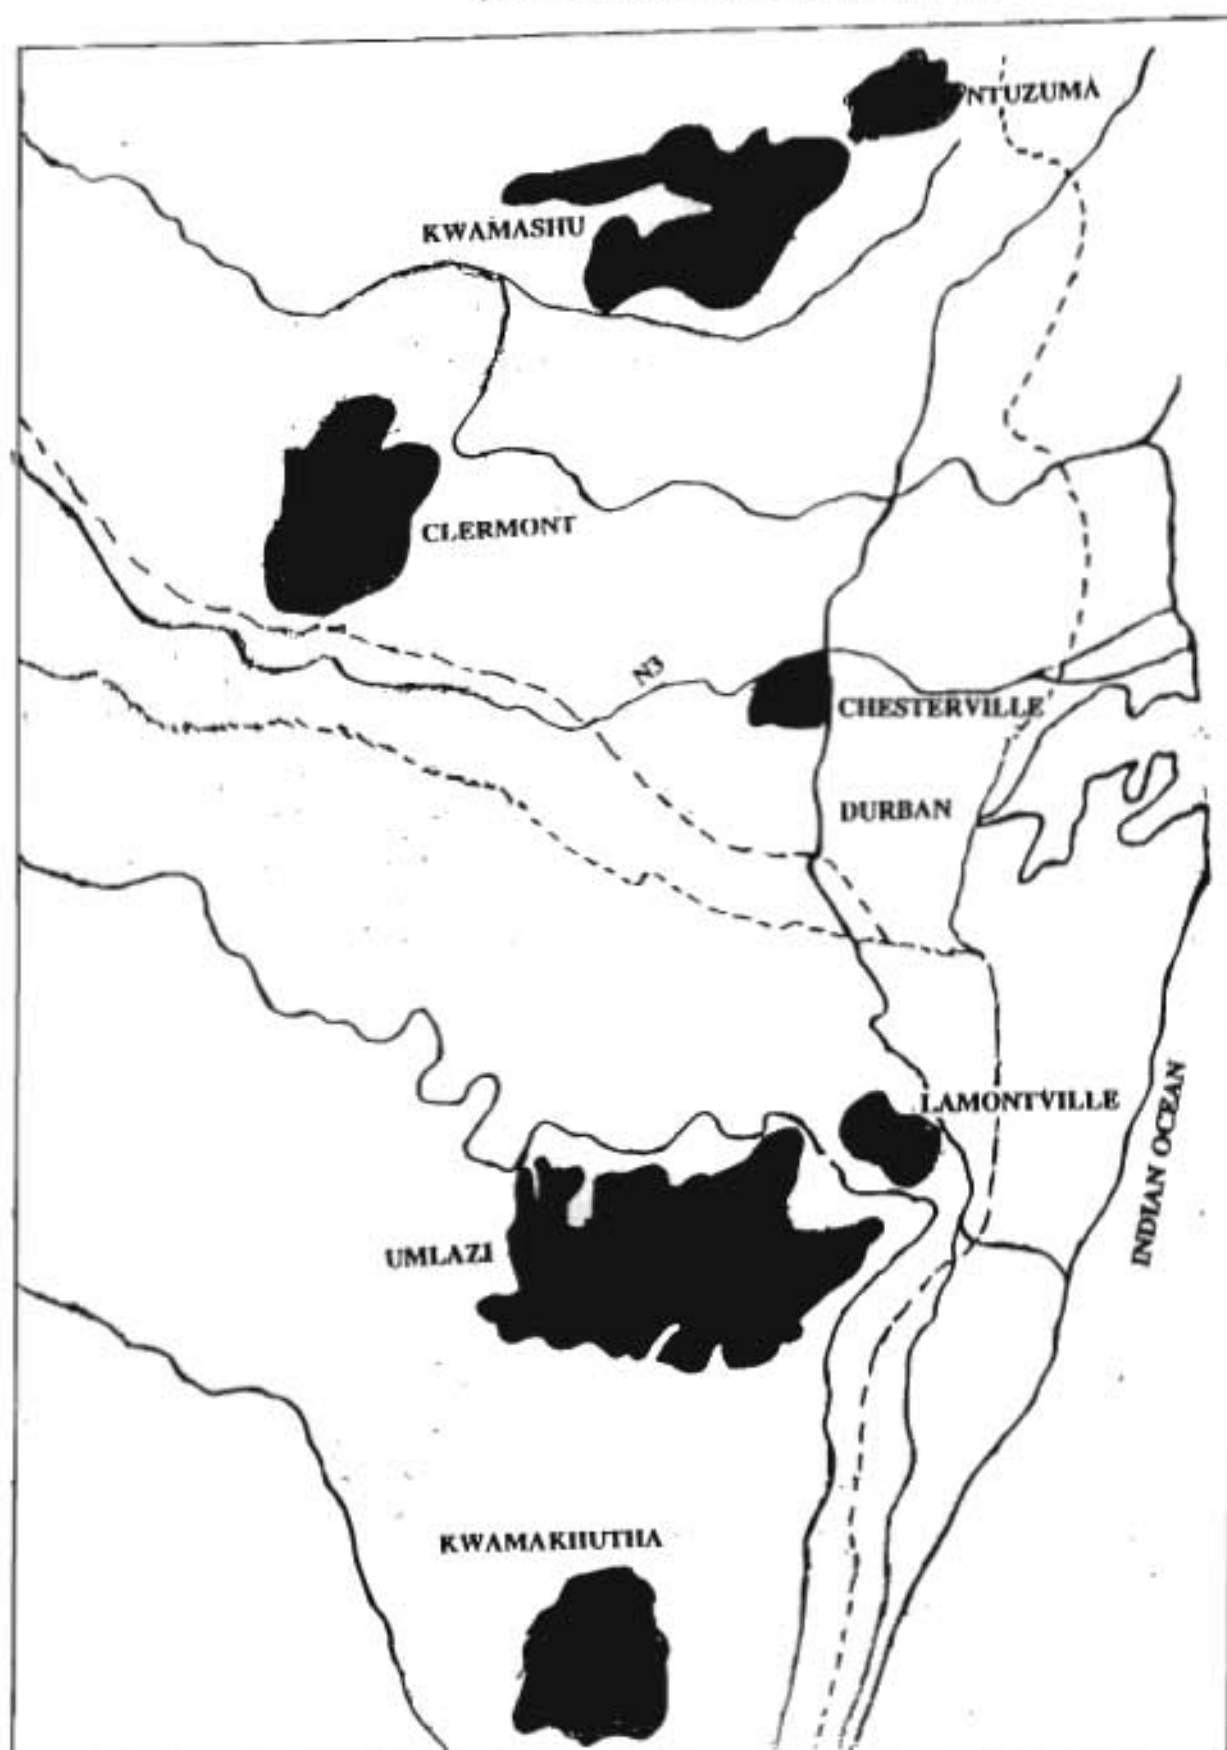 NTUZUMA
KWAMASHU
CLERMONT
N3
CHESTERVILLE
DURBAN
LAMONTVILLE
INDIAN OCEAN
UMLAZI
KWAMAKHUTHA